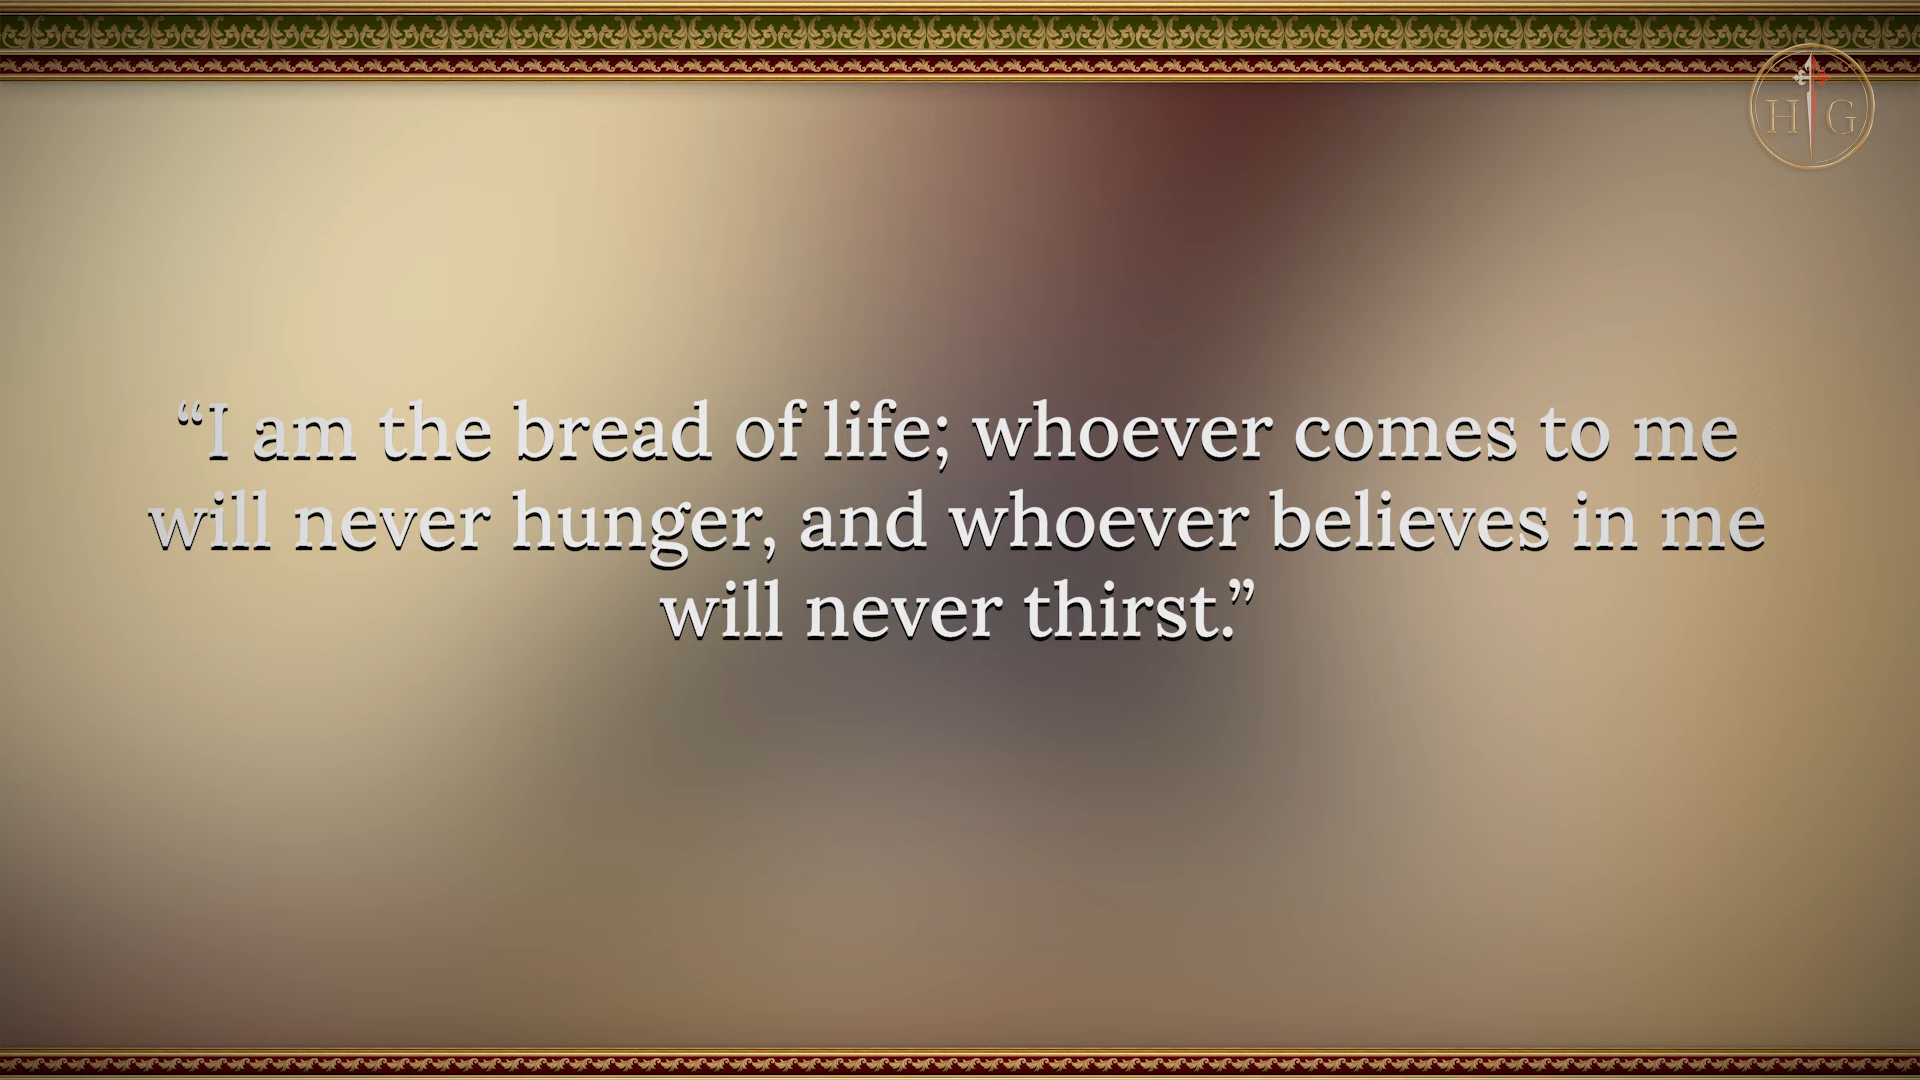 H G
“I am the bread of life; whoever comes to me
will never hunger, and whoever believes in me
will never thirst.”